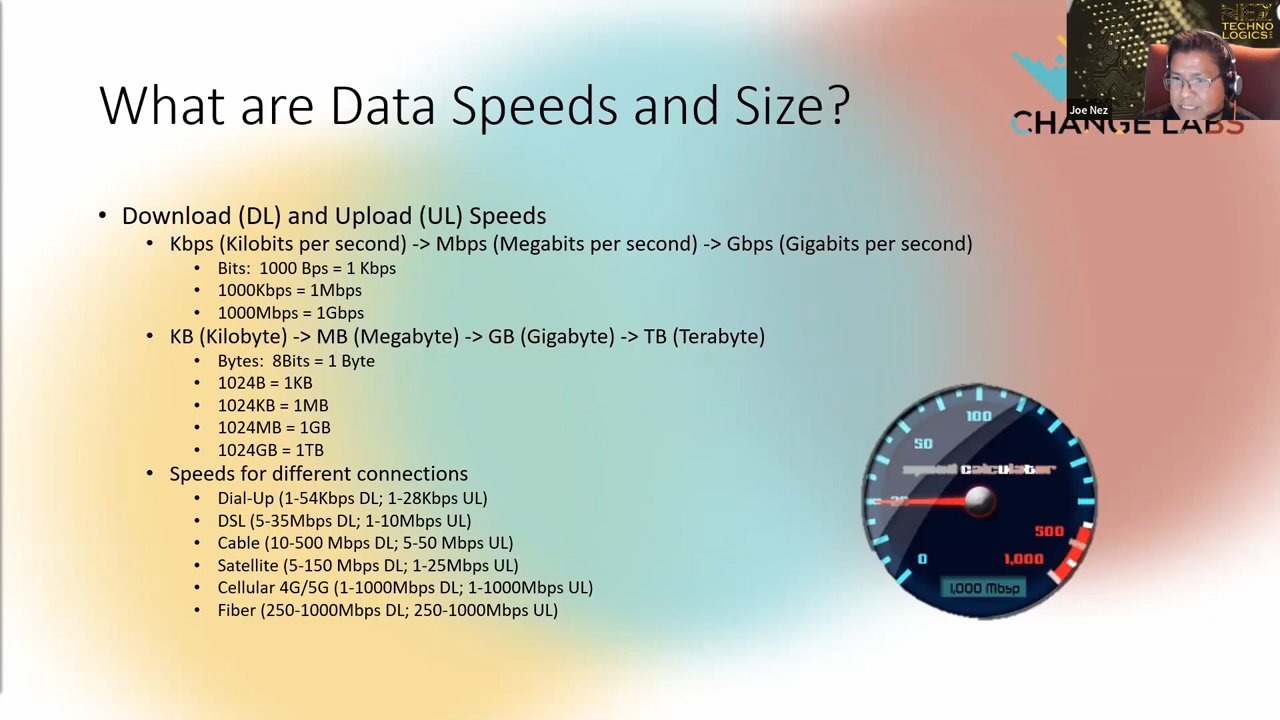 What are Data Speeds and Size?
NEZ
TECHNO
LOGICS
Joe Nez
CHANGE LABS
• Download (DL) and Upload (UL) Speeds
• Kbps (Kilobits per second) -> Mbps (Megabits per second) -> Gbps (Gigabits per second)
• Bits: 1000 Bps = 1 Kbps
• 1000Kbps = 1Mbps
• 1000Mbps = 1Gbps
• KB (Kilobyte) -> MB (Megabyte) -> GB (Gigabyte) -> TB (Terabyte)
• Bytes: 8Bits = 1 Byte
• 1024B = 1KB
• 1024KB = 1MB
• 1024MB = 1GB
• 1024GB = 1TB
• Speeds for different connections
• Dial-Up (1-54Kbps DL; 1-28Kbps UL)
• DSL (5-35Mbps DL; 1-10Mbps UL)
• Cable (10-500 Mbps DL; 5-50 Mbps UL)
• Satellite (5-150 Mbps DL; 1-25Mbps UL)
• Cellular 4G/5G (1-1000Mbps DL; 1-1000Mbps UL)
• Fiber (250-1000Mbps DL; 250-1000Mbps UL)
100
50
speed calculator
500
0
1,000
1,000 Mbsp